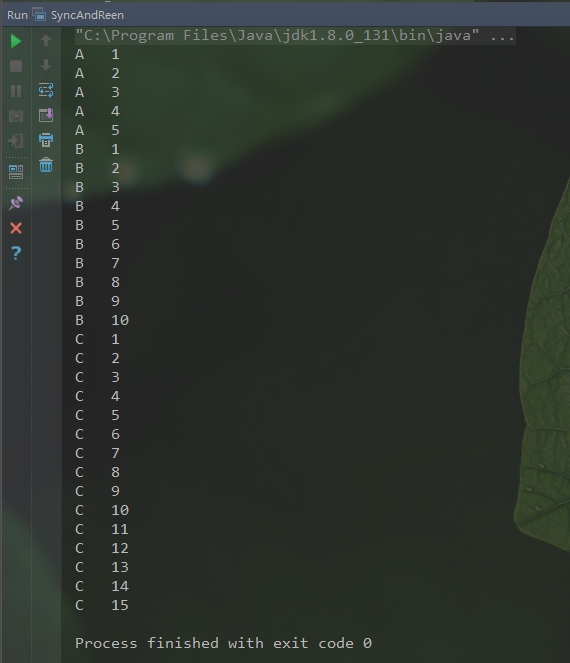 Run SyncAndReen
"C:\Program Files\Java\jdk1.8.0_131\bin\java" ...
A 1
A 2
A 3
A 4
A 5
B 1
B 2
B 3
B 4
B 5
B 6
B 7
B 8
B 9
B 10
C 1
C 2
C 3
C 4
C 5
C 6
C 7
C 8
C 9
C 10
C 11
C 12
C 13
C 14
C 15
Process finished with exit code 0